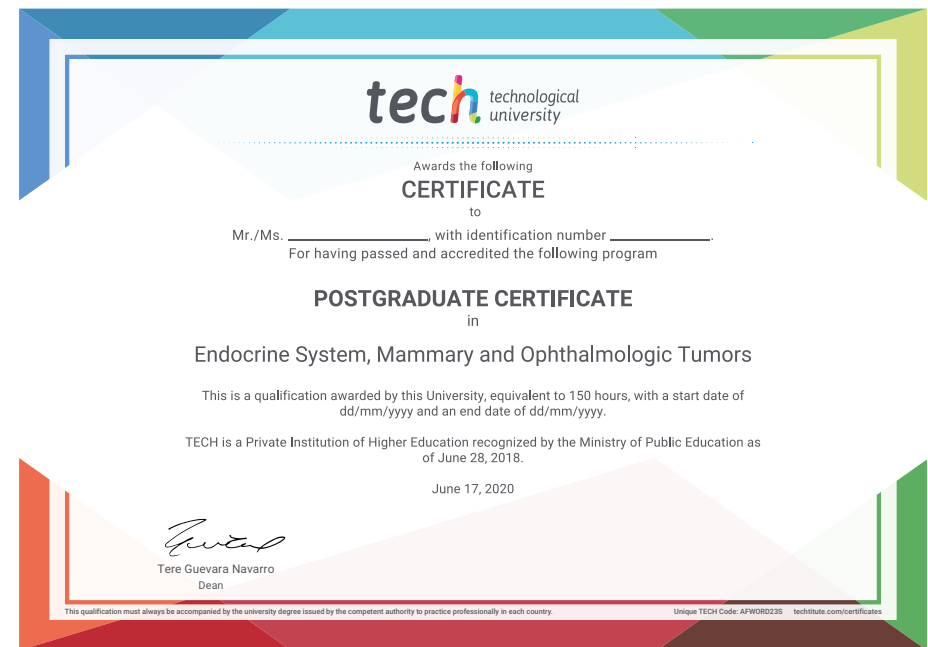 tech technological
university
Awards the following
CERTIFICATE
to
Mr./Ms. ____________, with identification number ____________.
For having passed and accredited the following program
POSTGRADUATE CERTIFICATE
in
Endocrine System, Mammary and Ophthalmologic Tumors
This is a qualification awarded by this University, equivalent to 150 hours, with a start date of
dd/mm/yyyy and an end date of dd/mm/yyyy.
TECH is a Private Institution of Higher Education recognized by the Ministry of Public Education as
of June 28, 2018.
June 17, 2020
Tere Guevara Navarro
Dean
This qualification must always be accompanied by the university degree issued by the competent authority to practice professionally in each country.
Unique TECH Code: AFWORD23S techtitute.com/certificates